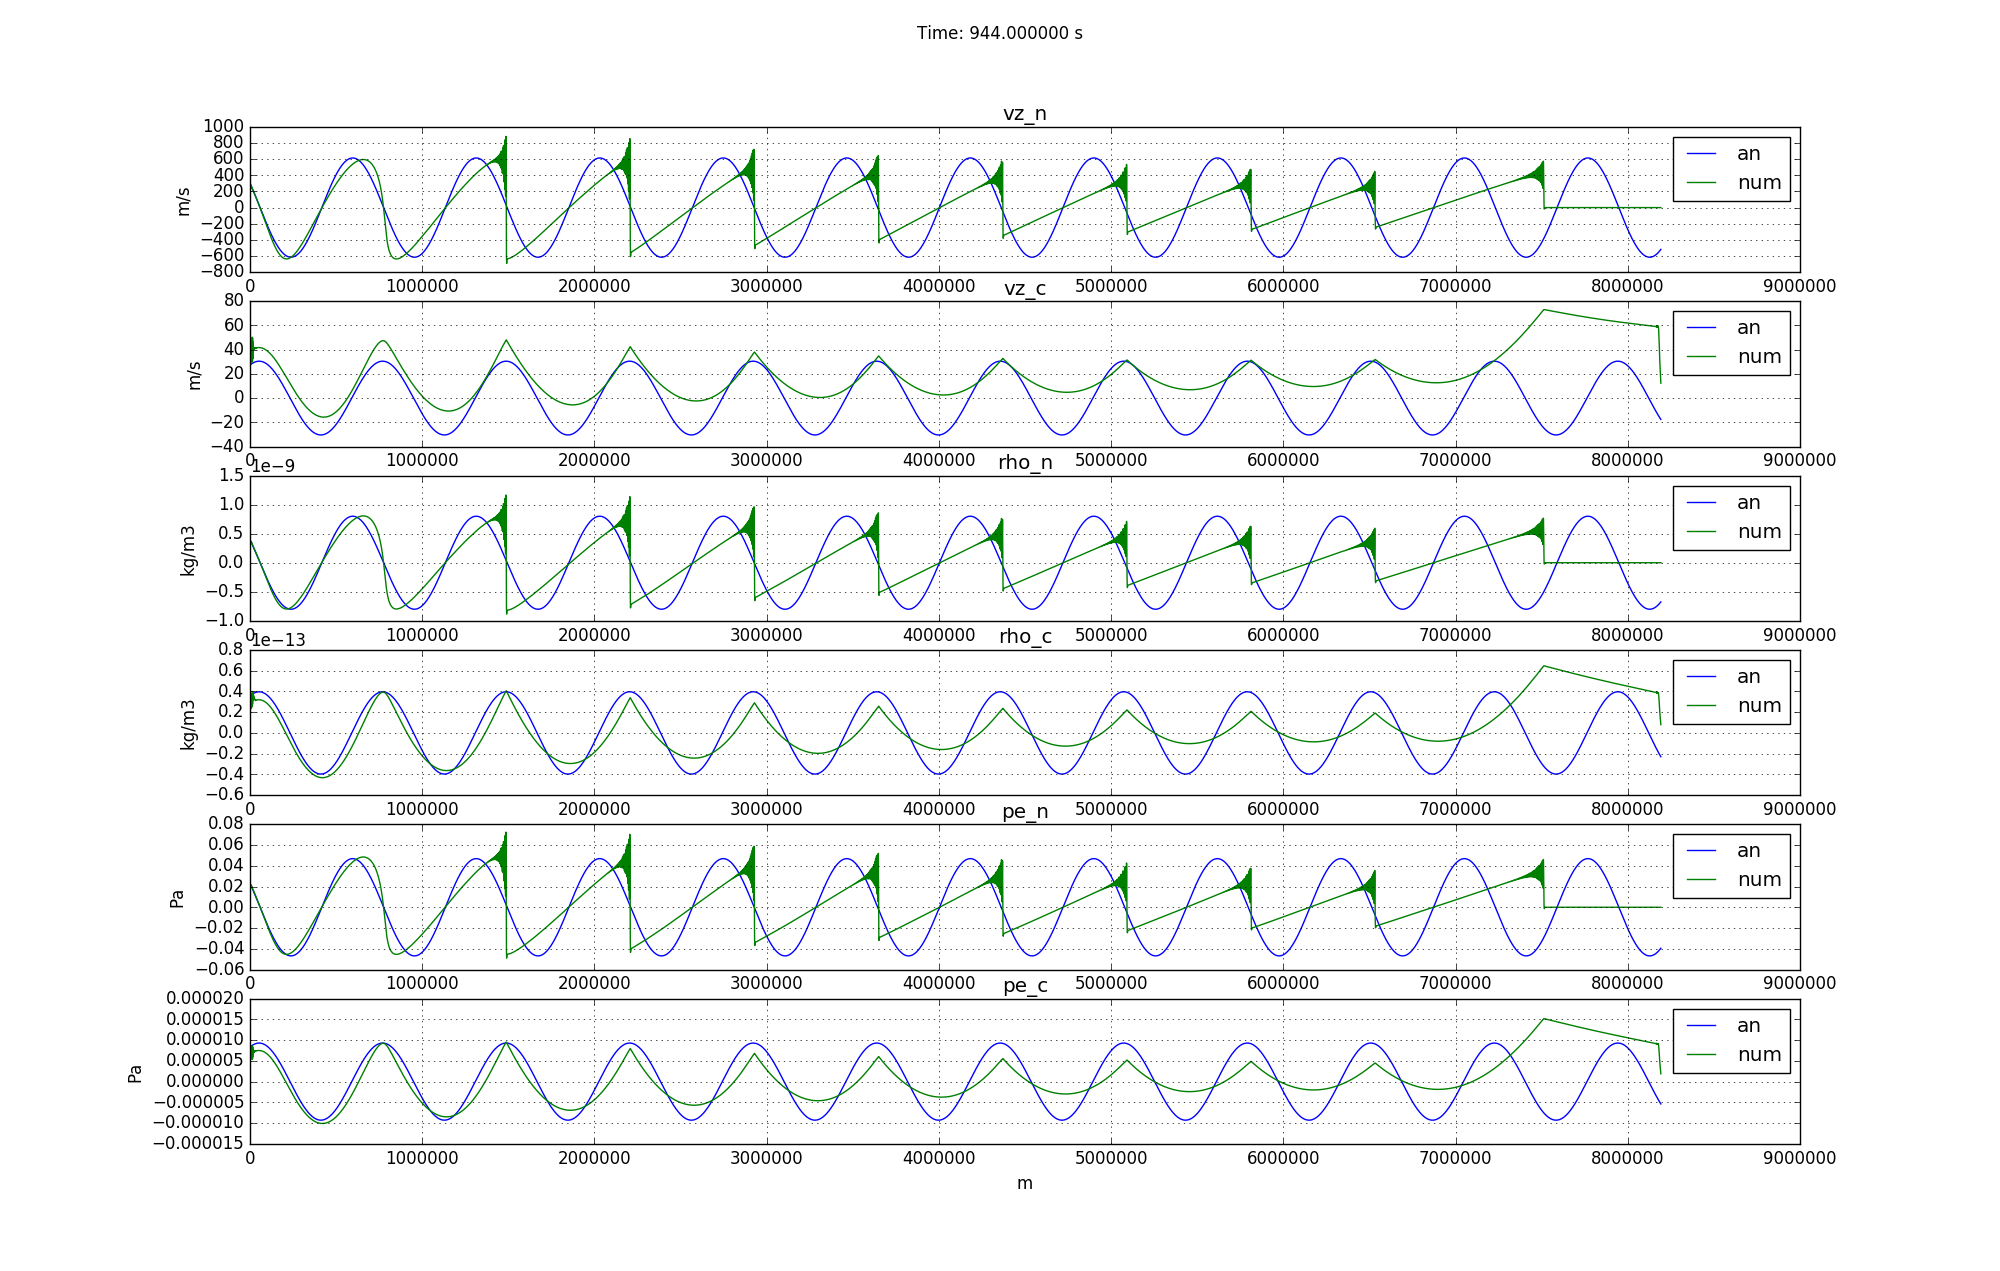 Time: 944.000000 s
vz_n
1000
800
600
400
200
0
−200
−400
−600
−800
m/s
an
num
0 1000000 2000000 3000000 4000000 5000000 6000000 7000000 8000000 9000000
vz_c
80
60
40
20
0
−20
−40
m/s
an
num
0 1000000 2000000 3000000 4000000 5000000 6000000 7000000 8000000 9000000
1e−9
rho_n
1.5
1.0
0.5
0.0
−0.5
−1.0
kg/m3
an
num
0 1000000 2000000 3000000 4000000 5000000 6000000 7000000 8000000 9000000
1e−13
rho_c
0.8
0.6
0.4
0.2
0.0
−0.2
−0.4
−0.6
kg/m3
an
num
0 1000000 2000000 3000000 4000000 5000000 6000000 7000000 8000000 9000000
pe_n
0.08
0.06
0.04
0.02
0.00
−0.02
−0.04
−0.06
Pa
an
num
0 1000000 2000000 3000000 4000000 5000000 6000000 7000000 8000000 9000000
pe_c
0.000020
0.000015
0.000010
0.000005
0.000000
−0.000005
−0.000010
−0.000015
Pa
an
num
0 1000000 2000000 3000000 4000000 5000000 6000000 7000000 8000000 9000000
m